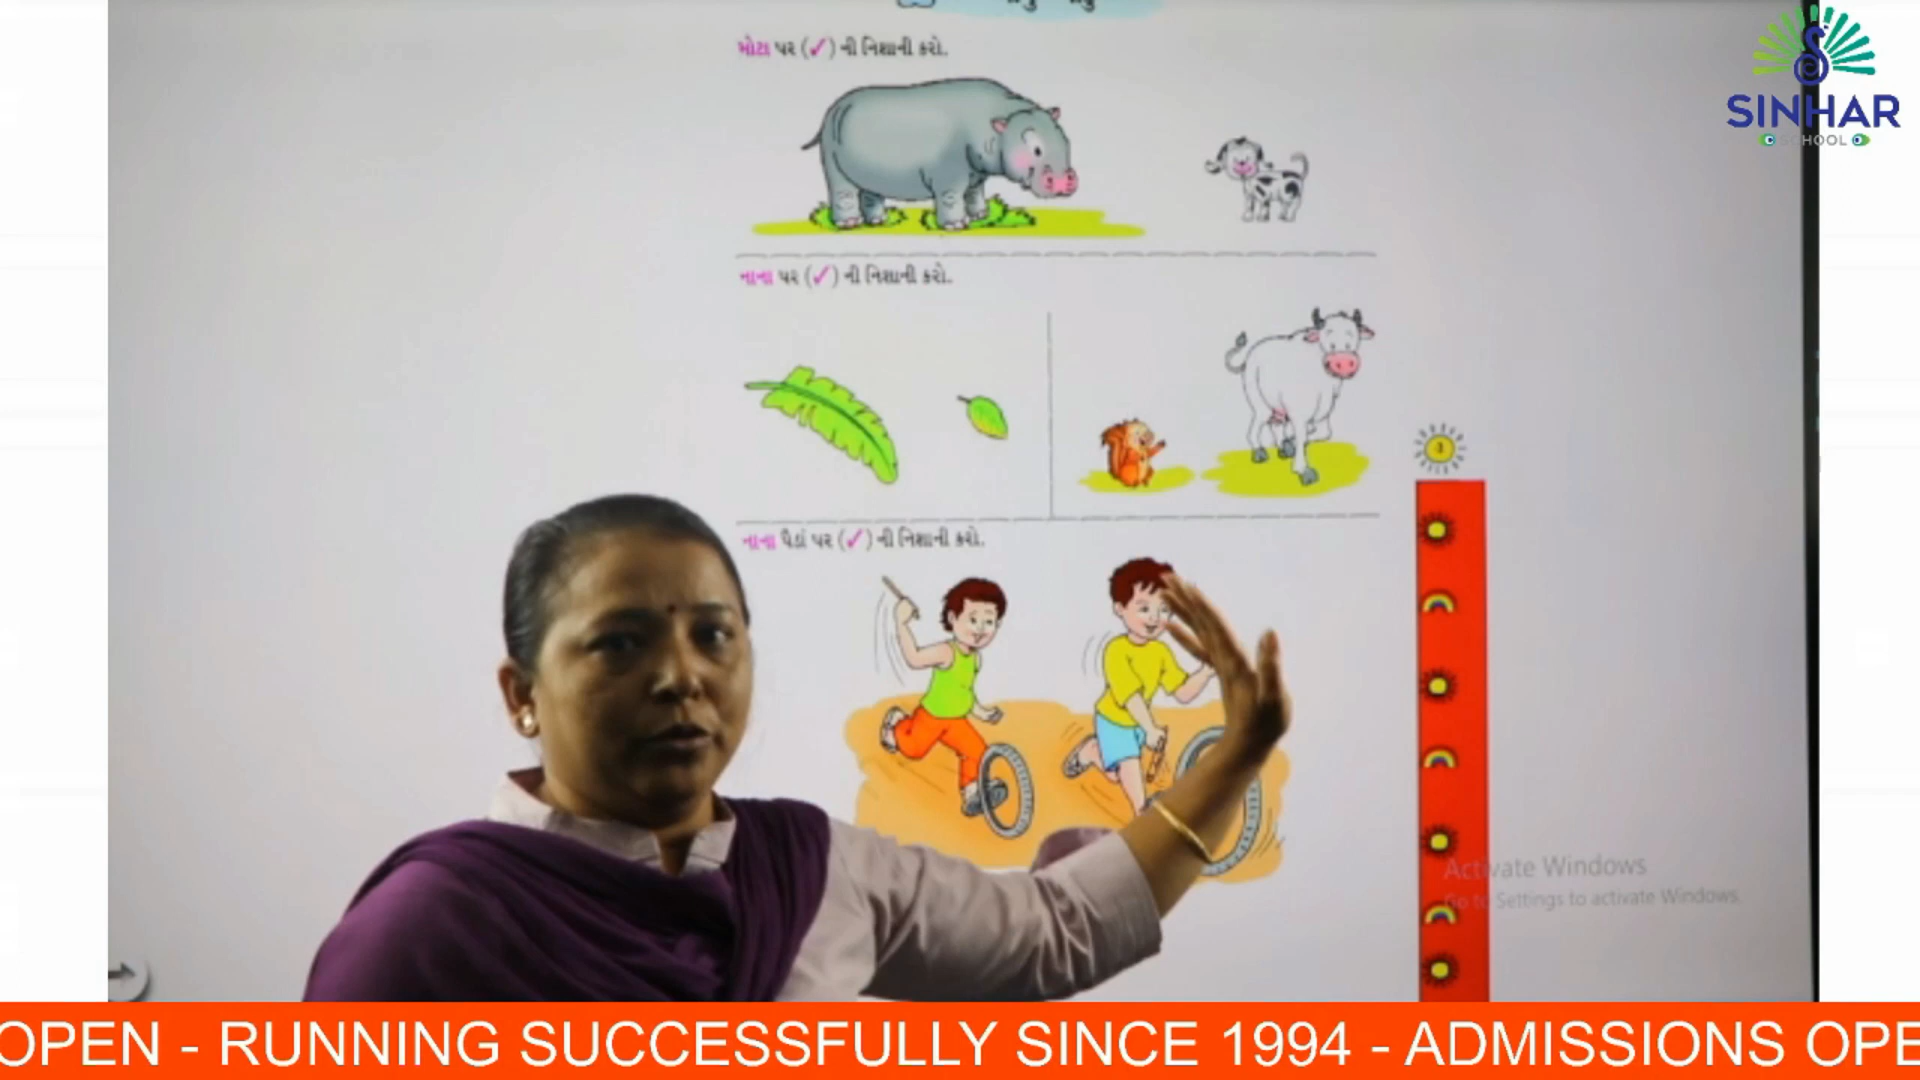 SINHAR
SCHOOL
મોટા પર (✓) ની નિશાની કરો.
નાના પર (✓) ની નિશાની કરો.
નાના પૈડાં પર (✓) ની નિશાની કરો.
Activate Windows
Go to Settings to activate Windows.
OPEN - RUNNING SUCCESSFULLY SINCE 1994 - ADMISSIONS OPE